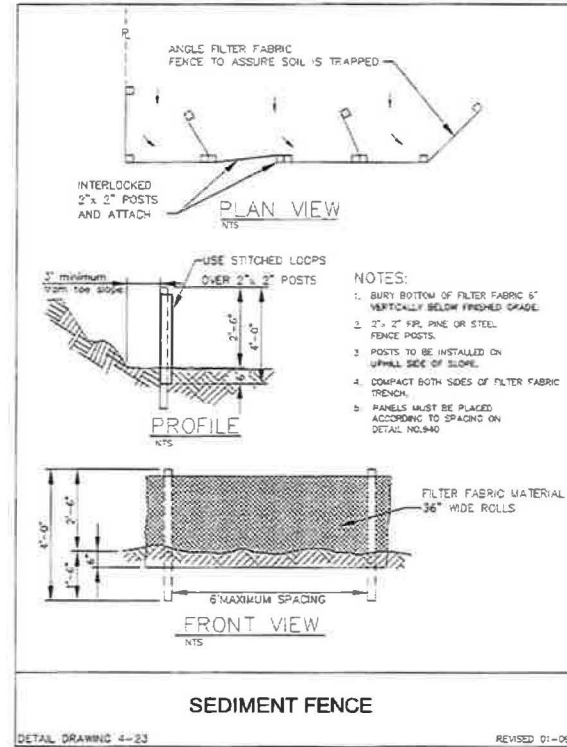 ANGLE FILTER FABRIC
FENCE TO ASSURE SOIL IS TRAPPED
INTERLOCKED
2"x 2" POSTS
AND ATTACH
PLAN VIEW
NTS
3' minimum
from toe slope
USE STITCHED LOOPS
OVER 2"x 2" POSTS
2'-6"
4'-0"
6"
PROFILE
NTS
NOTES:
1. BURY BOTTOM OF FILTER FABRIC 6"
VERTICALLY BELOW FINISHED GRADE.
2. 2"x 2" FIR, PINE OR STEEL
FENCE POSTS.
3. POSTS TO BE INSTALLED ON
UPHILL SIDE OF SLOPE.
4. COMPACT BOTH SIDES OF FILTER FABRIC
TRENCH.
5. PANELS MUST BE PLACED
ACCORDING TO SPACING ON
DETAIL NO.940
4'-0"
2'-6"
1'-6"
6"
FILTER FABRIC MATERIAL
36" WIDE ROLLS
6'MAXIMUM SPACING
FRONT VIEW
NTS
SEDIMENT FENCE
DETAIL DRAWING 4-23
REVISED